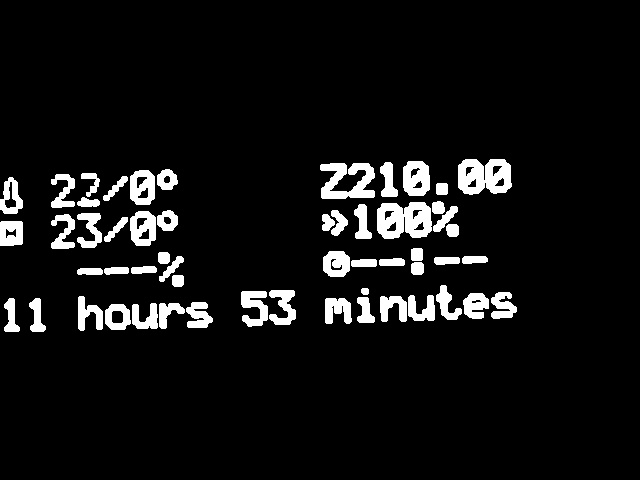 22/0° Z210.00
23/0° »100%
---% --:--
11 hours 53 minutes